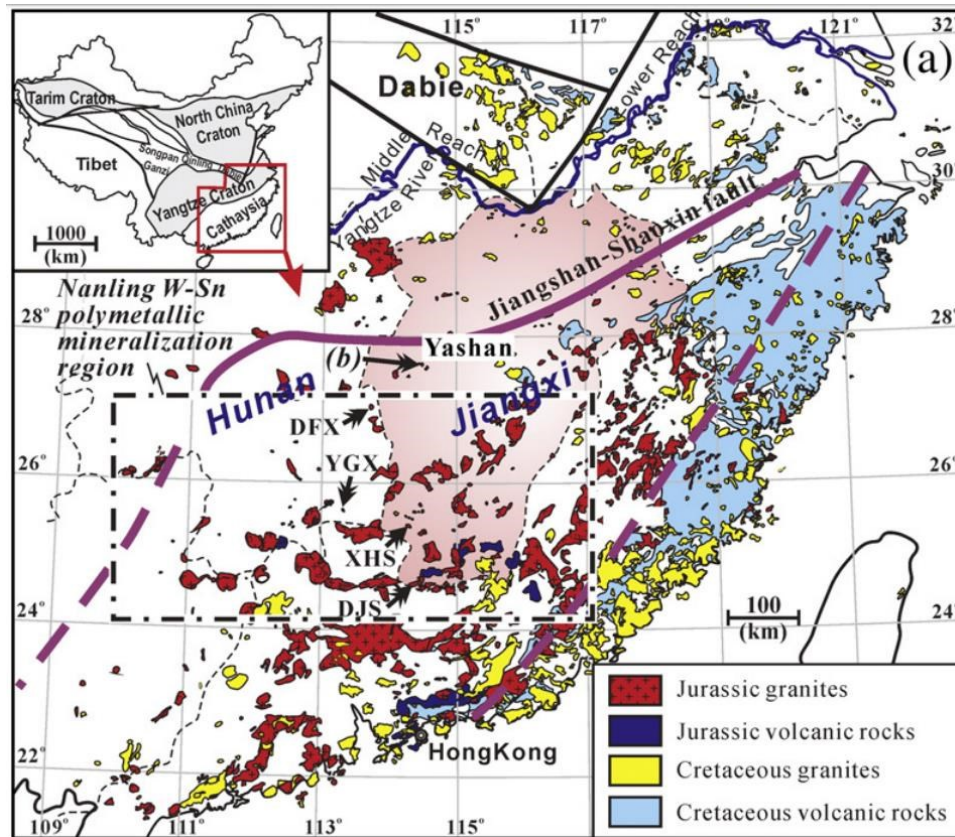 115°
117°
119°
121°
32°
(a)
Tarim Craton
North China
Craton
Tibet
Songpan
Ganzi
Qinling
Yangtze Craton
Cathaysia
1000
(km)
Dabie
Middle Reach
Yangtze River
Lower Reach
30°
Jiangshan-Shanxin fault
Nanling W-Sn
polymetallic
mineralization
region
28°
28°
(b)
Yashan
Hunan
Jiangxi
DFX
YGX
26°
26°
XHS
DJS
24°
24°
100
(km)
22°
HongKong
109°
111°
113°
115°
Jurassic granites
Jurassic volcanic rocks
Cretaceous granites
Cretaceous volcanic rocks